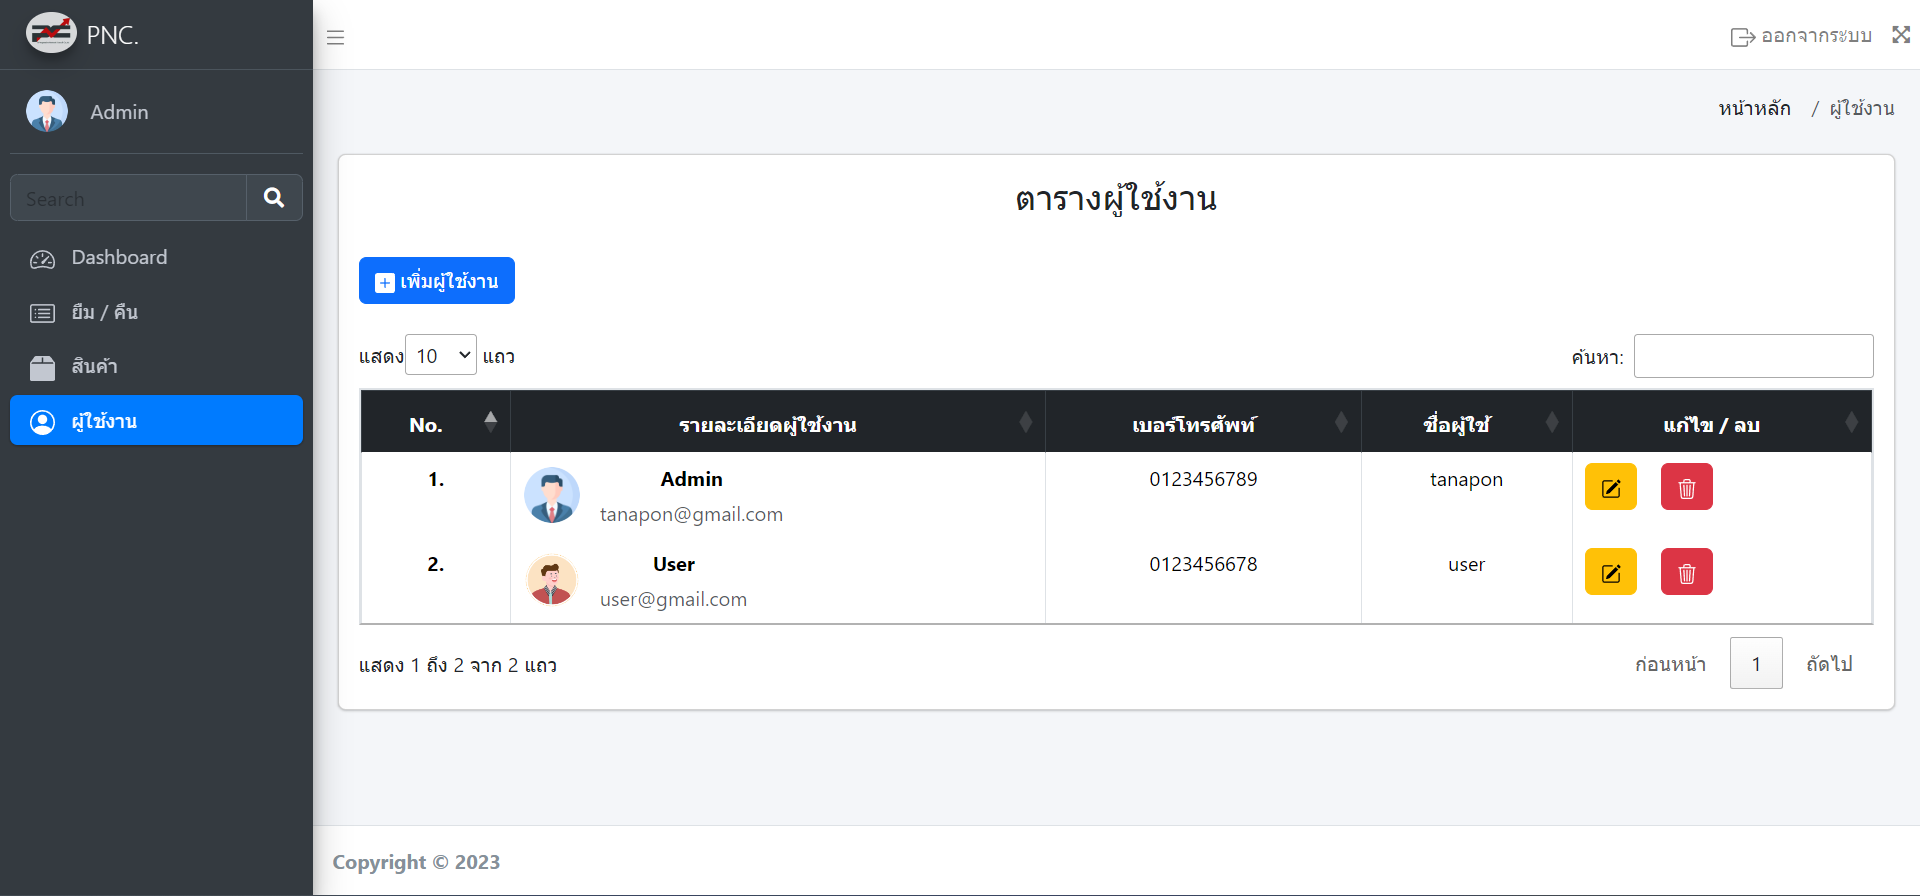 PNC.
Admin
Search
Dashboard
ยืม / คืน
สินค้า
ผู้ใช้งาน
ออกจากระบบ
หน้าหลัก / ผู้ใช้งาน
ตารางผู้ใช้งาน
เพิ่มผู้ใช้งาน
แสดง 10 แถว
ค้นหา:
No. รายละเอียดผู้ใช้งาน เบอร์โทรศัพท์ ชื่อผู้ใช้ แก้ไข / ลบ
1. Admin 0123456789 tanapon
tanapon@gmail.com
2. User 0123456678 user
user@gmail.com
แสดง 1 ถึง 2 จาก 2 แถว
ก่อนหน้า 1 ถัดไป
Copyright © 2023